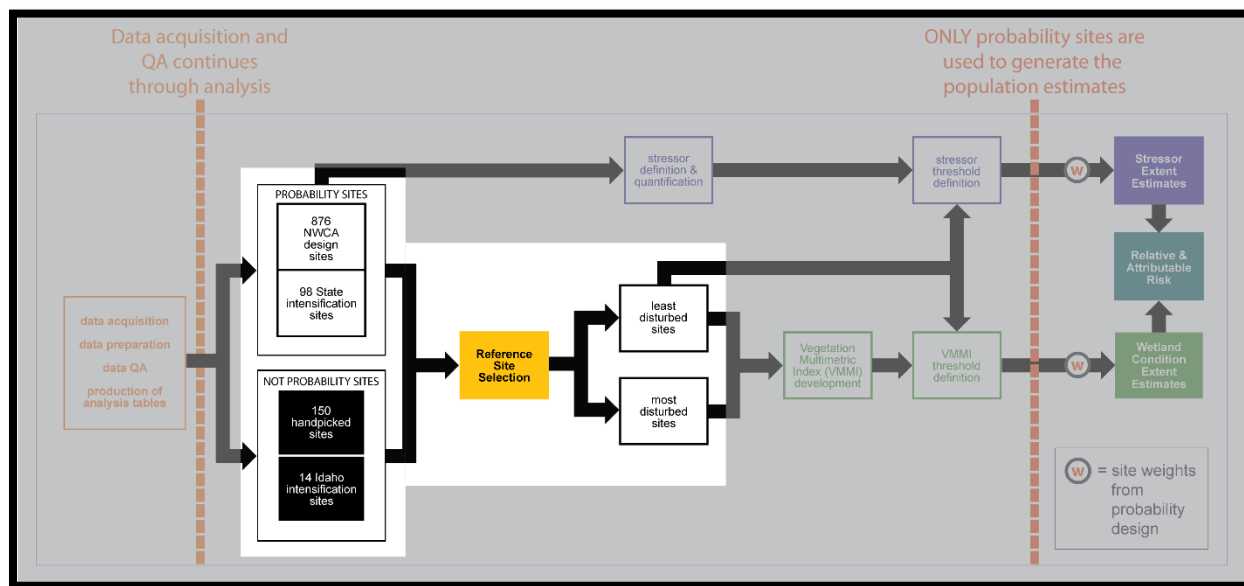 Data acquisition and
QA continues
through analysis
ONLY probability sites are
used to generate the
population estimates
data acquisition
data preparation
data QA
production of
analysis tables
PROBABILITY SITES
876
NWCA
design
sites
98 State
intensification
sites
NOT PROBABILITY SITES
150
handpicked
sites
14 Idaho
intensification
sites
Reference
Site
Selection
least
disturbed
sites
most
disturbed
sites
stressor
definition &
quantification
stressor
threshold
definition
Vegetation
Multimetric
Index (VMMI)
development
VMMI
threshold
definition
w
w
Stressor
Extent
Estimates
Relative &
Attributable
Risk
Wetland
Condition
Extent
Estimates
w = site weights
from
probability
design